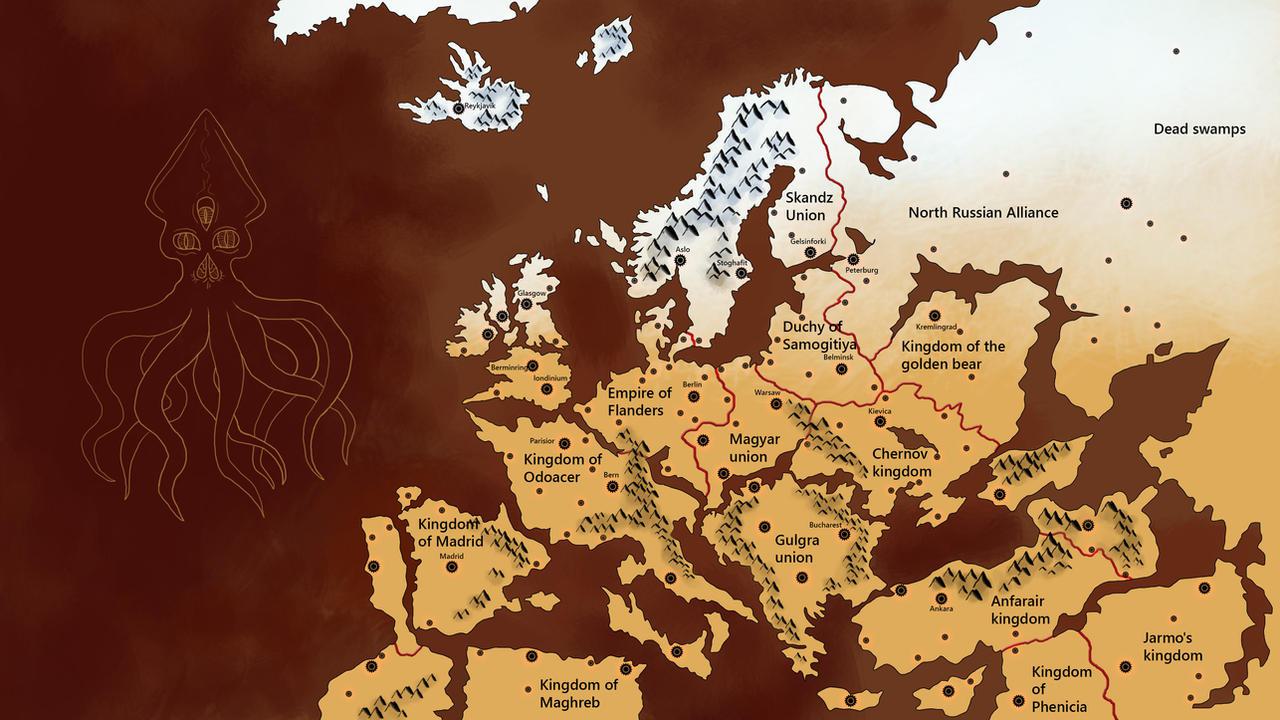 Reykjavik
Dead swamps
Skandz
Union
North Russian Alliance
Gelsinforki
Aslo
Stoghafit
Peterburg
Glasgow
Kremlingrad
Duchy of
Samogitiya
Kingdom of the
golden bear
Belminsk
Berminring
londinium
Empire of
Flanders
Berlin
Warsaw
Kievica
Parisior
Kingdom of
Odoacer
Magyar
union
Chernov
kingdom
Bern
Kingdom
of Madrid
Madrid
Bucharest
Gulgra
union
Ankara
Anfarair
kingdom
Jarmo's
kingdom
Kingdom of
Maghreb
Kingdom
of
Phenicia